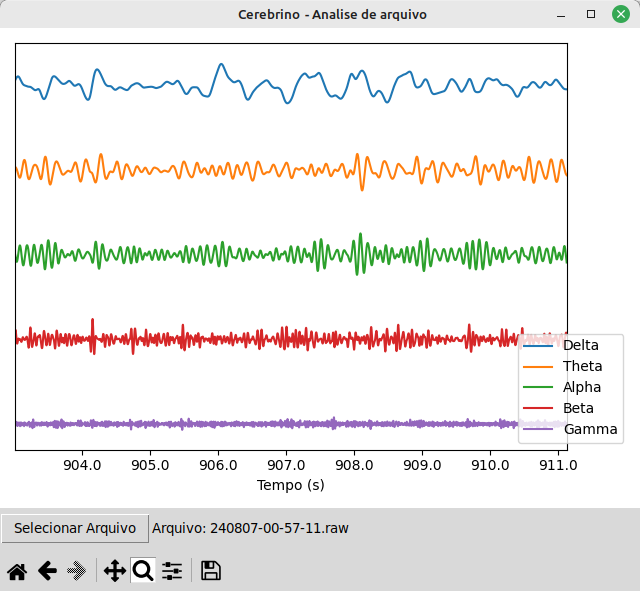 Cerebrino - Analise de arquivo
Delta
Theta
Alpha
Beta
Gamma
904.0 905.0 906.0 907.0 908.0 909.0 910.0 911.0
Tempo (s)
Selecionar Arquivo Arquivo: 240807-00-57-11.raw